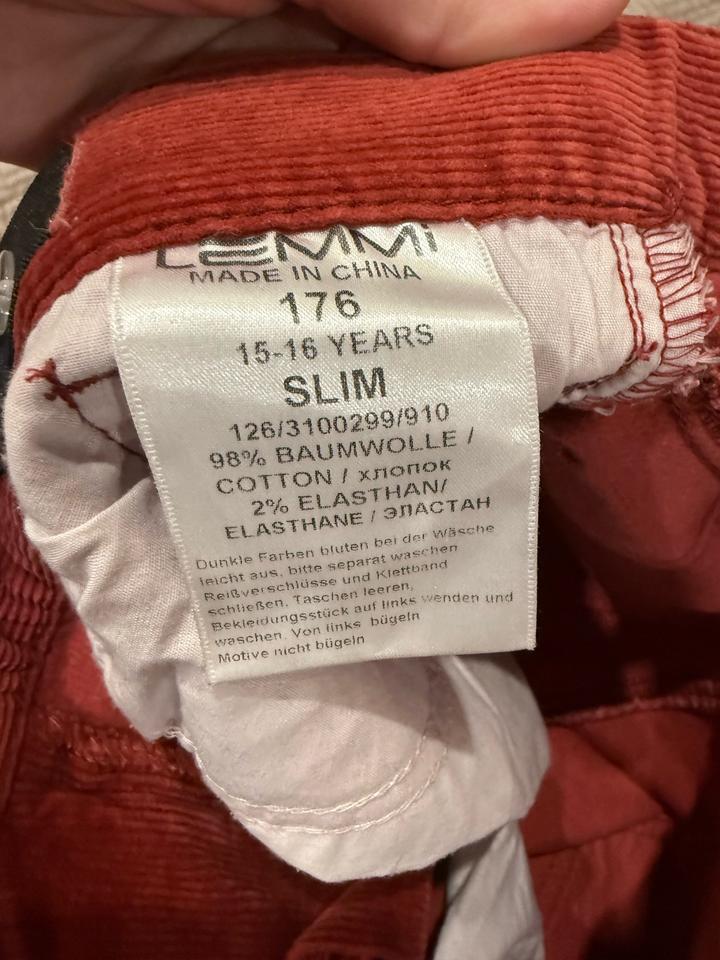 LEMMi
MADE IN CHINA
176
15-16 YEARS
SLIM
126/3100299/910
98% BAUMWOLLE /
COTTON / хлопок
2% ELASTHAN/
ELASTHANE / ЭЛАСТАН
Dunkle Farben bluten bei der Wäsche
leicht aus, bitte separat waschen
Reißverschlüsse und Klettband
schließen, Taschen leeren,
Bekleidungsstück auf links wenden und
waschen. Von links bügeln
Motive nicht bügeln